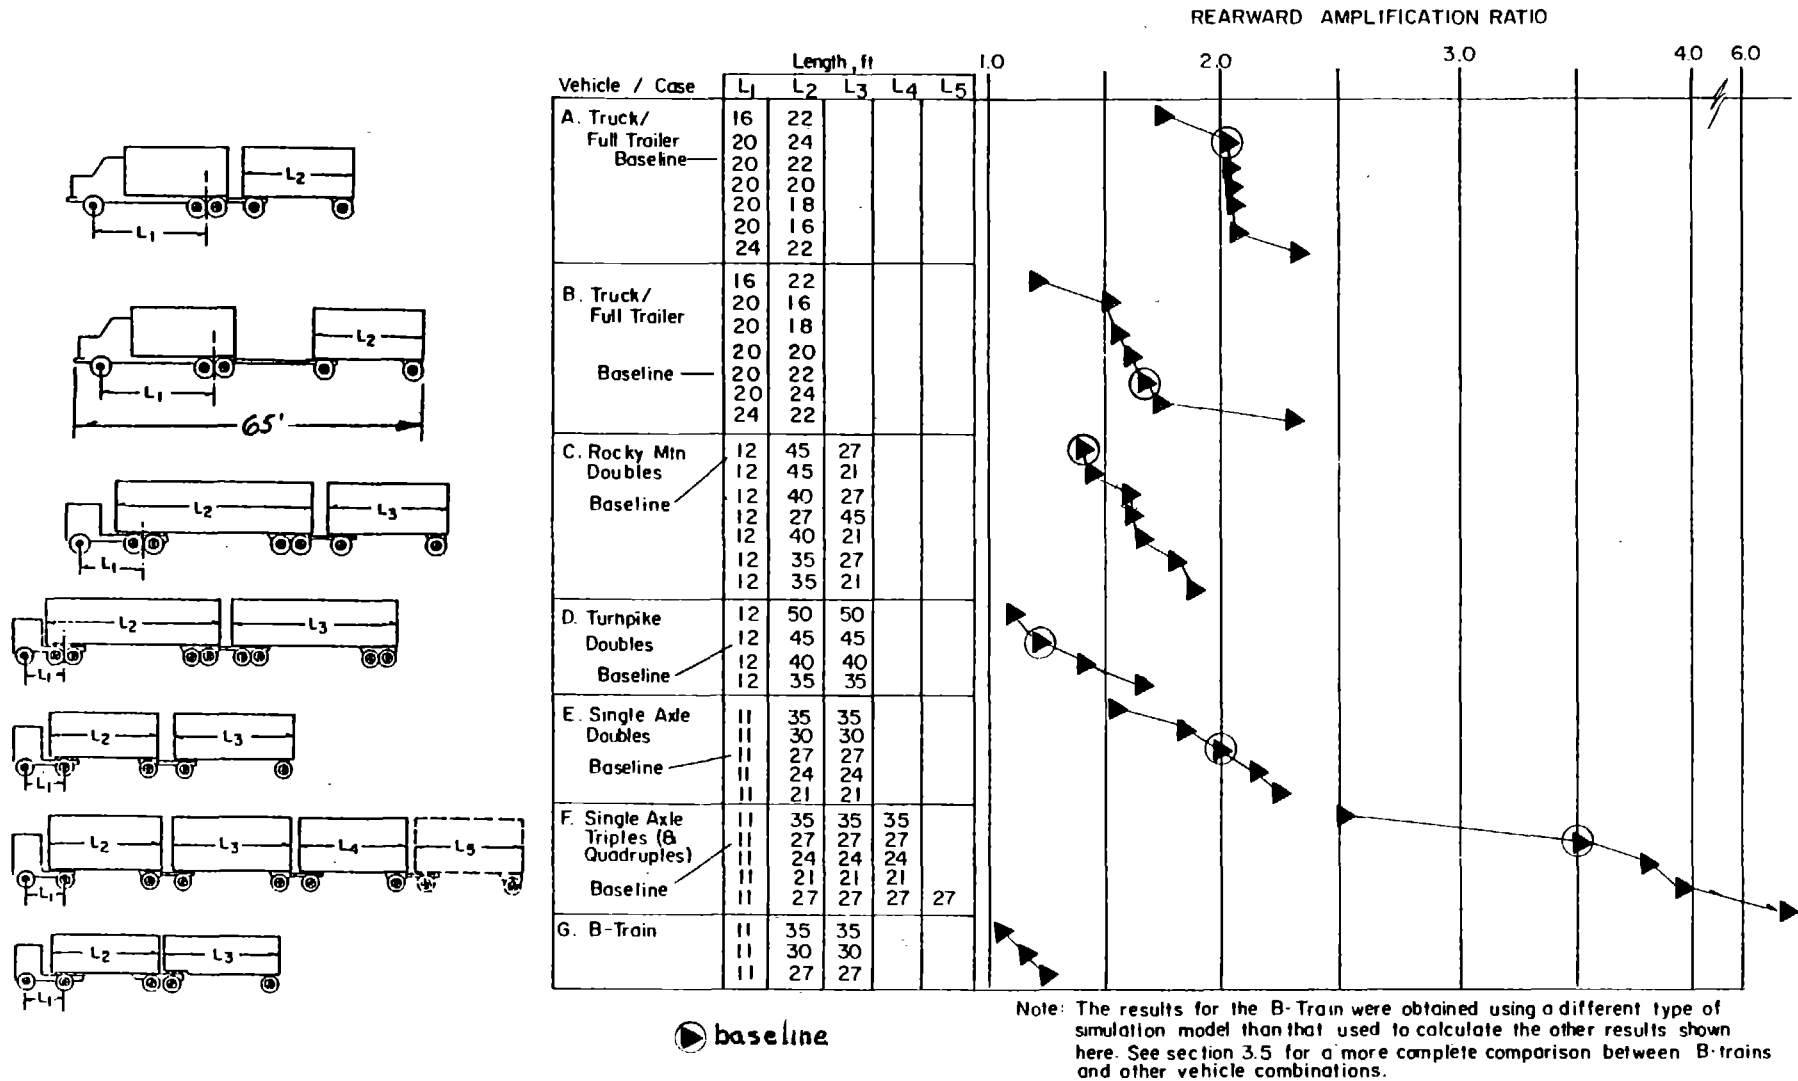 REARWARD AMPLIFICATION RATIO
Length, ft
1.0 2.0 3.0 4.0 6.0
Vehicle / Case L1 L2 L3 L4 L5
A. Truck/ 16 22
Full Trailer 20 24
Baseline 20 22
20 20
20 18
20 16
24 22
L2
L1
B. Truck/
Full Trailer
Baseline
16 22
20 16
20 18
20 20
20 22
20 24
24 22
L2
L1
65'
C. Rocky Mtn
Doubles
Baseline
12 45 27
12 45 21
12 40 27
12 27 45
12 40 21
12 35 27
12 35 21
L2 L3
L1
D. Turnpike
Doubles
Baseline
12 50 50
12 45 45
12 40 40
12 35 35
L2 L3
L1
E. Single Axle
Doubles
Baseline
11 35 35
11 30 30
11 27 27
11 24 24
11 21 21
L2 L3
L1
F. Single Axle
Triples (&
Quadruples)
Baseline
11 35 35 35
11 27 27 27
11 24 24 24
11 21 21 21
11 27 27 27 27
L2 L3 L4 L5
L1
G. B-Train
11 35 35
11 30 30
11 27 27
L2 L3
L1
baseline
Note: The results for the B-Train were obtained using a different type of
simulation model than that used to calculate the other results shown
here. See section 3.5 for a more complete comparison between B-trains
and other vehicle combinations.